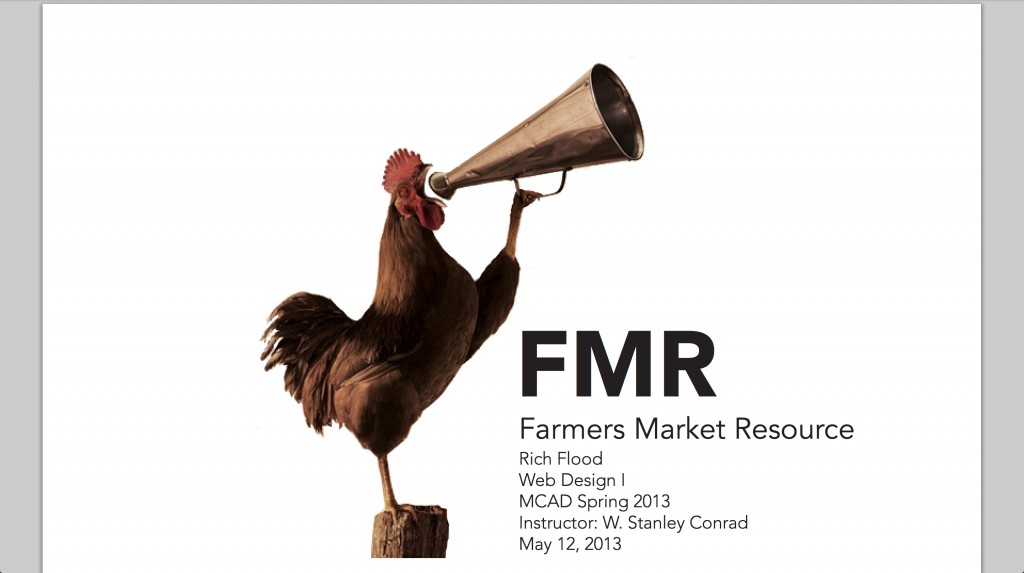 FMR
Farmers Market Resource
Rich Flood
Web Design I
MCAD Spring 2013
Instructor: W. Stanley Conrad
May 12, 2013